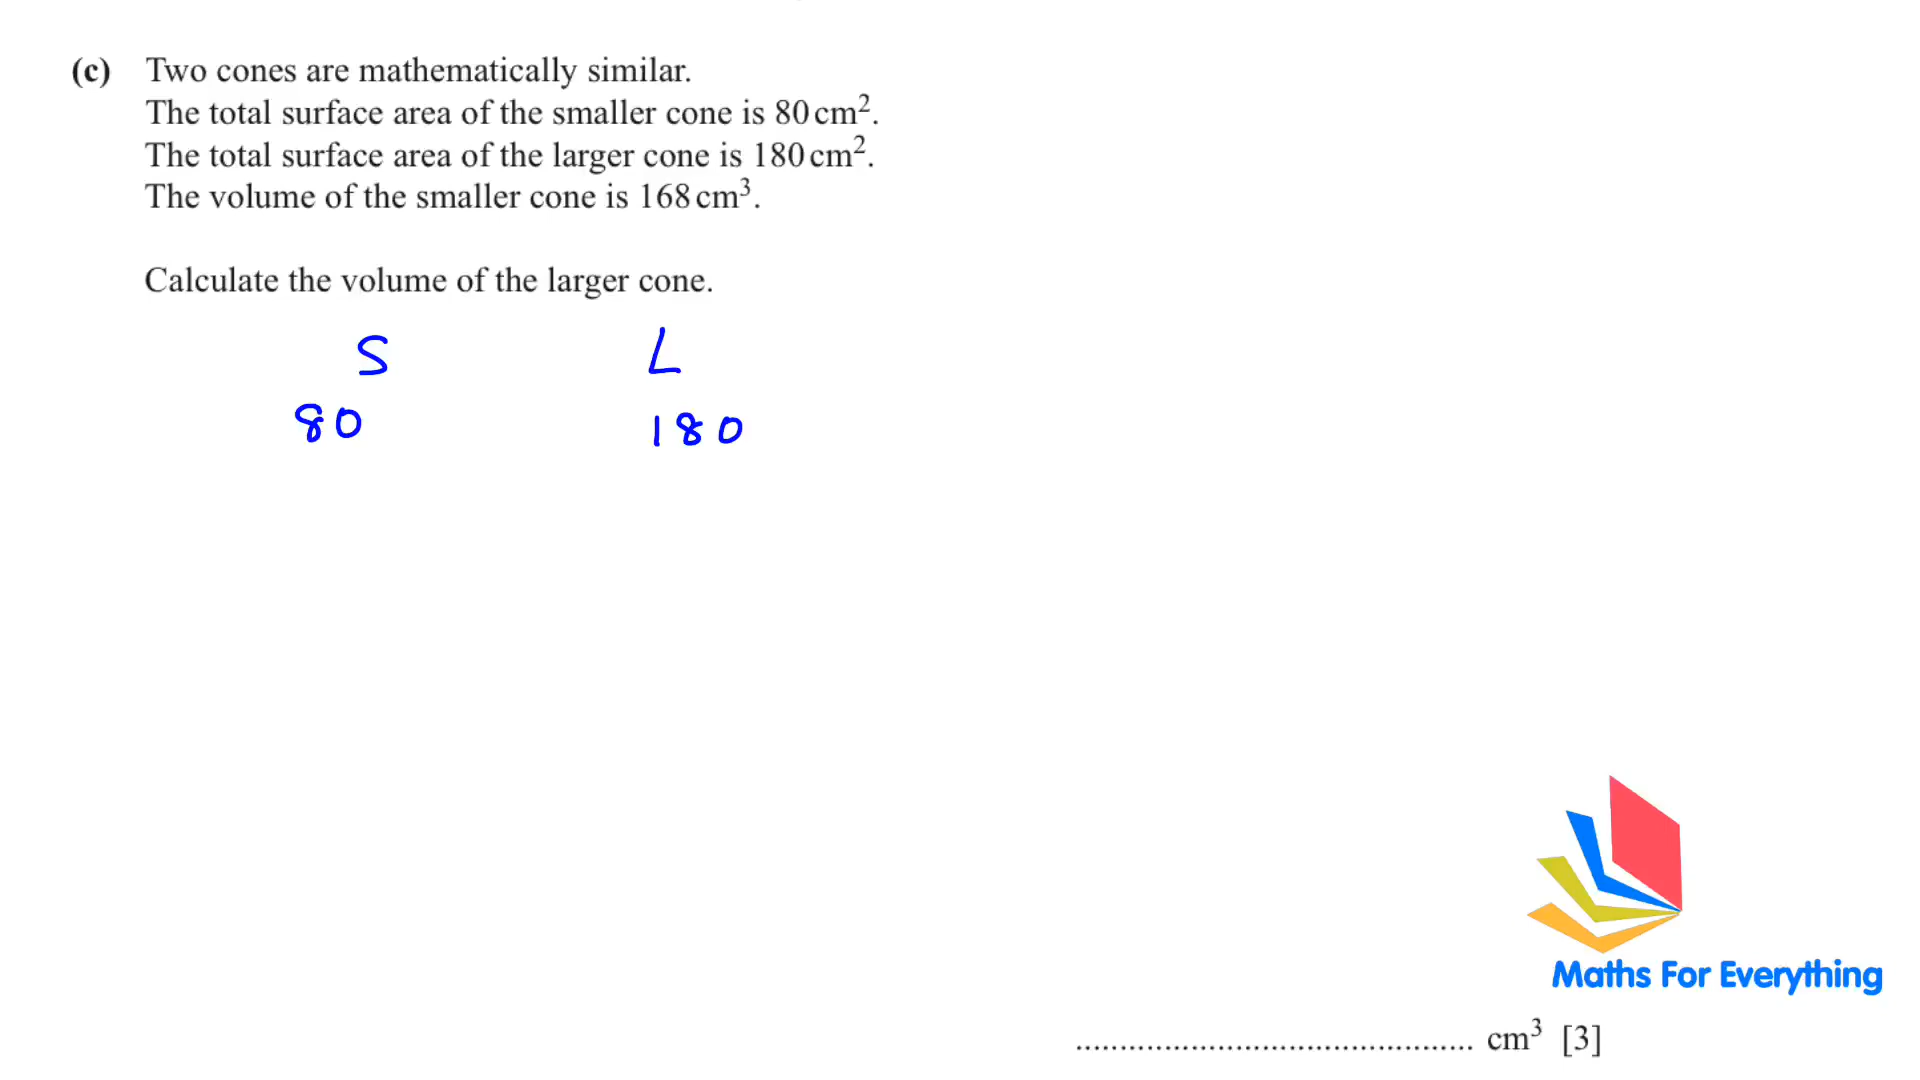 (c) Two cones are mathematically similar.
The total surface area of the smaller cone is 80 cm².
The total surface area of the larger cone is 180 cm².
The volume of the smaller cone is 168 cm³.
Calculate the volume of the larger cone.
S L
80 180
Maths For Everything
............................................. cm³ [3]